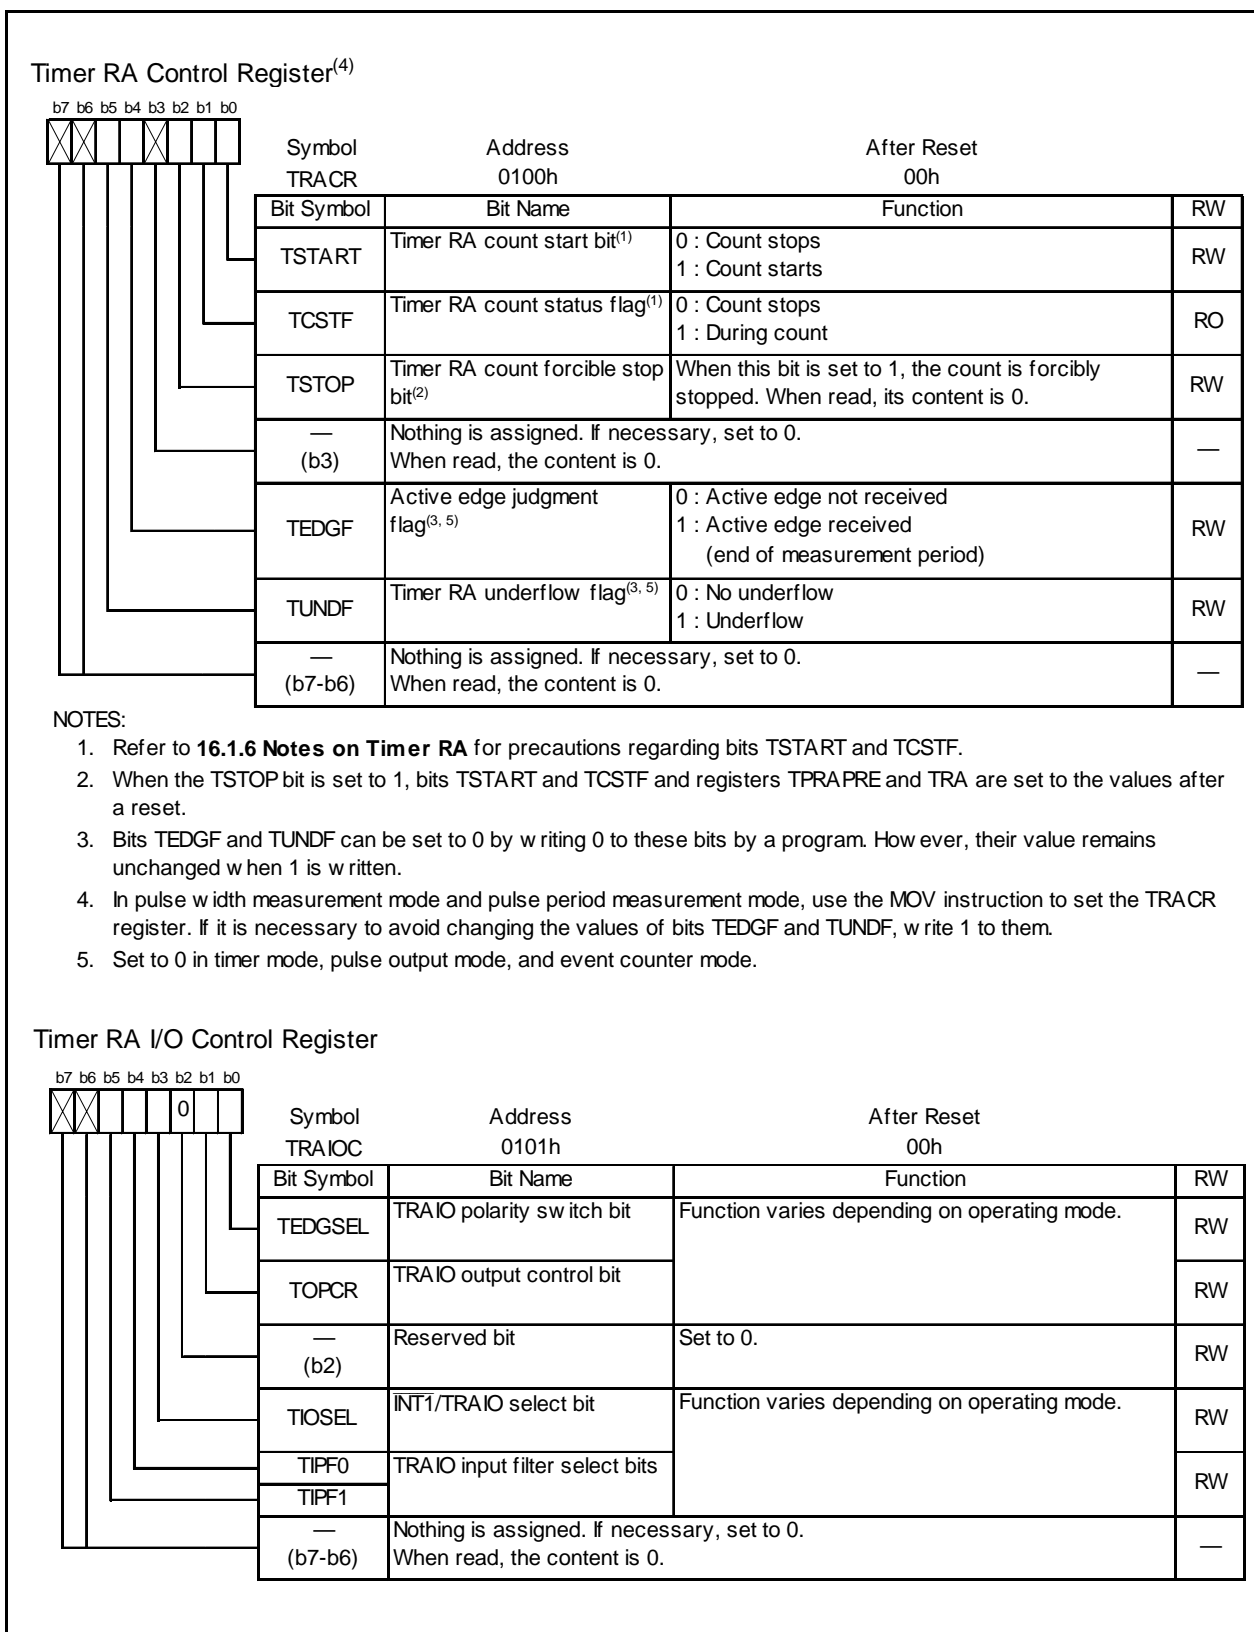 Timer RA Control Register(4)
b7 b6 b5 b4 b3 b2 b1 b0
Symbol Address After Reset
TRACR 0100h 00h
Bit Symbol Bit Name Function RW
TSTART Timer RA count start bit(1) 0 : Count stops
1 : Count starts RW
TCSTF Timer RA count status flag(1) 0 : Count stops
1 : During count RO
TSTOP Timer RA count forcible stop When this bit is set to 1, the count is forcibly
bit(2) stopped. When read, its content is 0. RW
— Nothing is assigned. If necessary, set to 0.
(b3) When read, the content is 0. —
Active edge judgment 0 : Active edge not received
TEDGF flag(3, 5) 1 : Active edge received RW
(end of measurement period)
TUNDF Timer RA underflow flag(3, 5) 0 : No underflow
1 : Underflow RW
— Nothing is assigned. If necessary, set to 0.
(b7-b6) When read, the content is 0. —
NOTES:
1. Refer to 16.1.6 Notes on Timer RA for precautions regarding bits TSTART and TCSTF.
2. When the TSTOP bit is set to 1, bits TSTART and TCSTF and registers TPRAPRE and TRA are set to the values after
a reset.
3. Bits TEDGF and TUNDF can be set to 0 by writing 0 to these bits by a program. However, their value remains
unchanged when 1 is written.
4. In pulse width measurement mode and pulse period measurement mode, use the MOV instruction to set the TRACR
register. If it is necessary to avoid changing the values of bits TEDGF and TUNDF, write 1 to them.
5. Set to 0 in timer mode, pulse output mode, and event counter mode.
Timer RA I/O Control Register
b7 b6 b5 b4 b3 b2 b1 b0
0
Symbol Address After Reset
TRAIOC 0101h 00h
Bit Symbol Bit Name Function RW
TEDGSEL TRAIO polarity switch bit Function varies depending on operating mode. RW
TOPCR TRAIO output control bit RW
— Reserved bit Set to 0.
(b2) RW
TIOSEL INT1/TRAIO select bit Function varies depending on operating mode. RW
TIPF0 TRAIO input filter select bits RW
TIPF1
— Nothing is assigned. If necessary, set to 0.
(b7-b6) When read, the content is 0. —